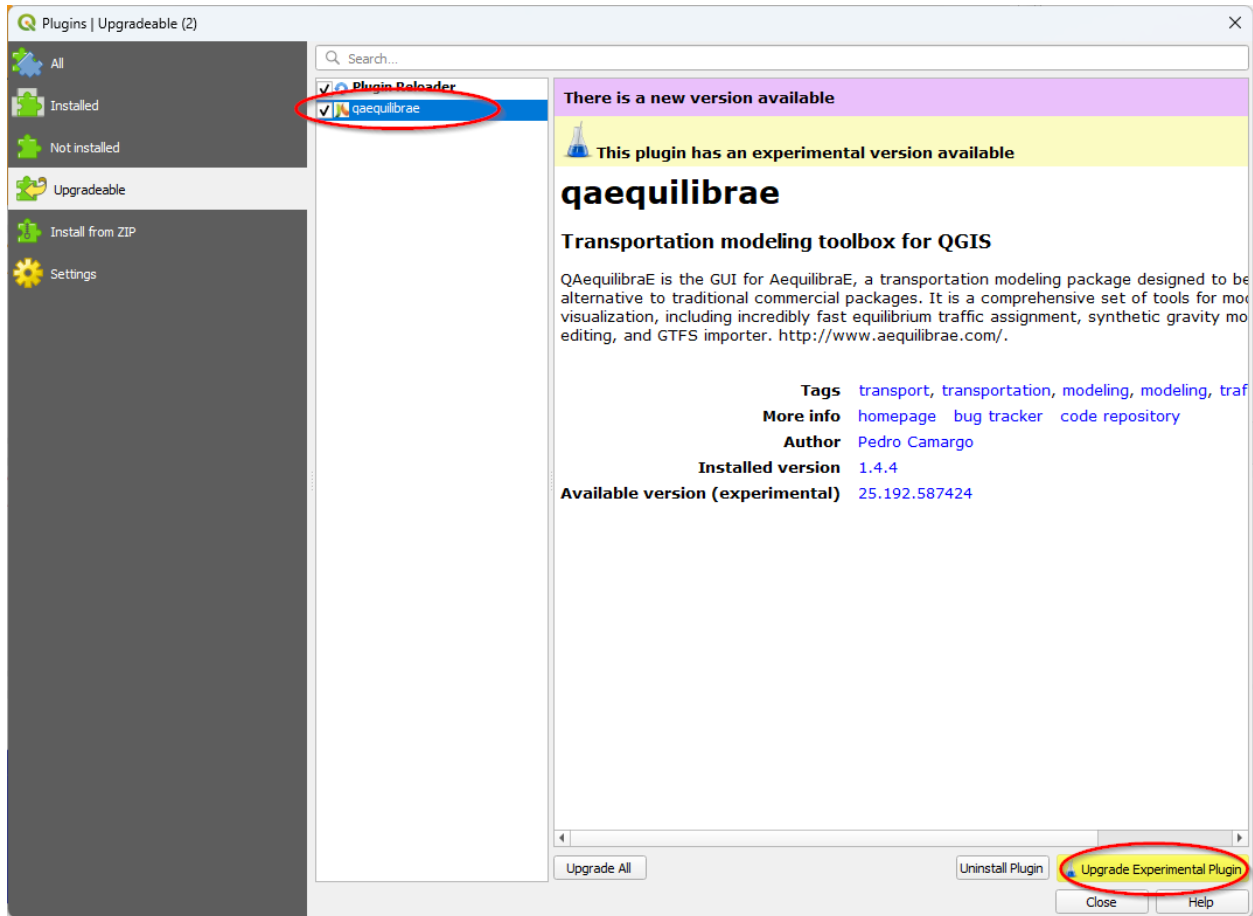 Plugins | Upgradeable (2)
All
Installed
Not installed
Upgradeable
Install from ZIP
Settings
Search...
Plugin Reloader
qaequilibrae
There is a new version available
This plugin has an experimental version available
qaequilibrae
Transportation modeling toolbox for QGIS
QAequilibraE is the GUI for AequilibraE, a transportation modeling package designed to be
alternative to traditional commercial packages. It is a comprehensive set of tools for mod
visualization, including incredibly fast equilibrium traffic assignment, synthetic gravity mo
editing, and GTFS importer. http://www.aequilibrae.com/.
Tags transport, transportation, modeling, modeling, traf
More info homepage bug tracker code repository
Author Pedro Camargo
Installed version 1.4.4
Available version (experimental) 25.192.587424
Upgrade All Uninstall Plugin Upgrade Experimental Plugin
Close Help